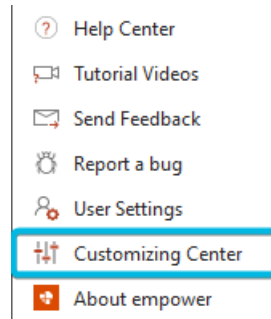 Help Center
Tutorial Videos
Send Feedback
Report a bug
User Settings
Customizing Center
About empower